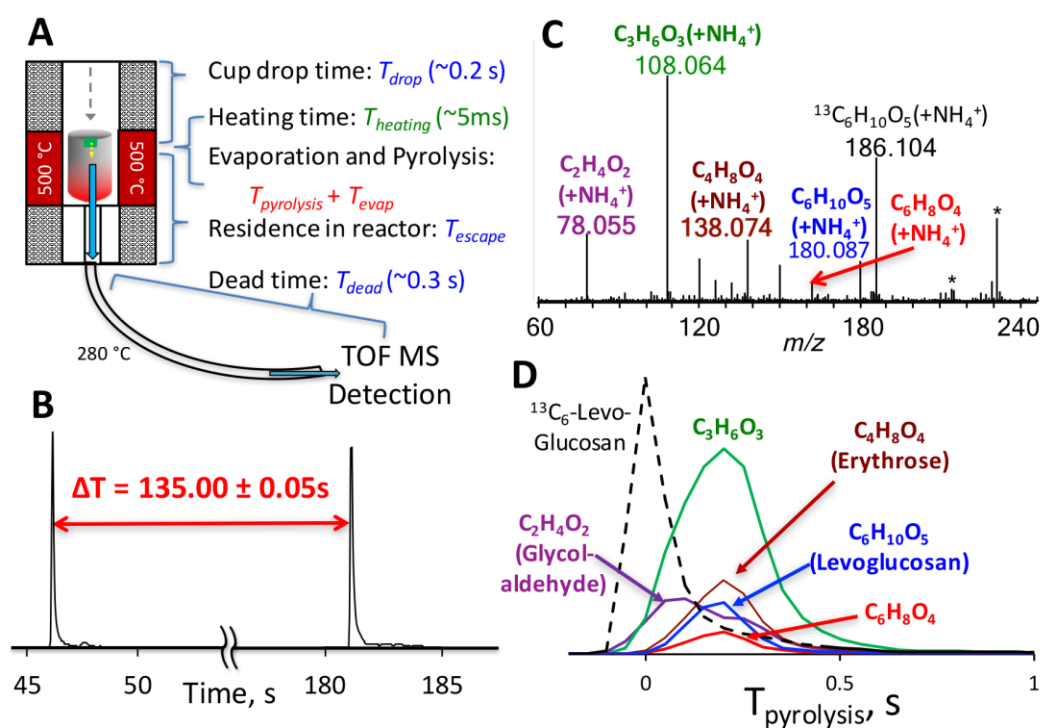 A
Cup drop time: T_drop (~0.2 s)
Heating time: T_heating (~5ms)
Evaporation and Pyrolysis:
T_pyrolysis + T_evap
Residence in reactor: T_escape
Dead time: T_dead (~0.3 s)
500 °C
500 °C
280 °C
TOF MS
Detection
B
ΔT = 135.00 ± 0.05s
45
50
180
185
Time, s
C
C₃H₆O₃(+NH₄⁺)
108.064
¹³C₆H₁₀O₅(+NH₄⁺)
186.104
C₂H₄O₂
(+NH₄⁺)
78.055
C₄H₈O₄
(+NH₄⁺)
138.074
C₆H₁₀O₅
(+NH₄⁺)
180.087
C₆H₈O₄
(+NH₄⁺)
*
*
60
120
180
240
m/z
D
¹³C₆-Levo-
Glucosan
C₃H₆O₃
C₄H₈O₄
(Erythrose)
C₂H₄O₂
(Glycol-
aldehyde)
C₆H₁₀O₅
(Levoglucosan)
C₆H₈O₄
0
0.5
1
T_pyrolysis, s